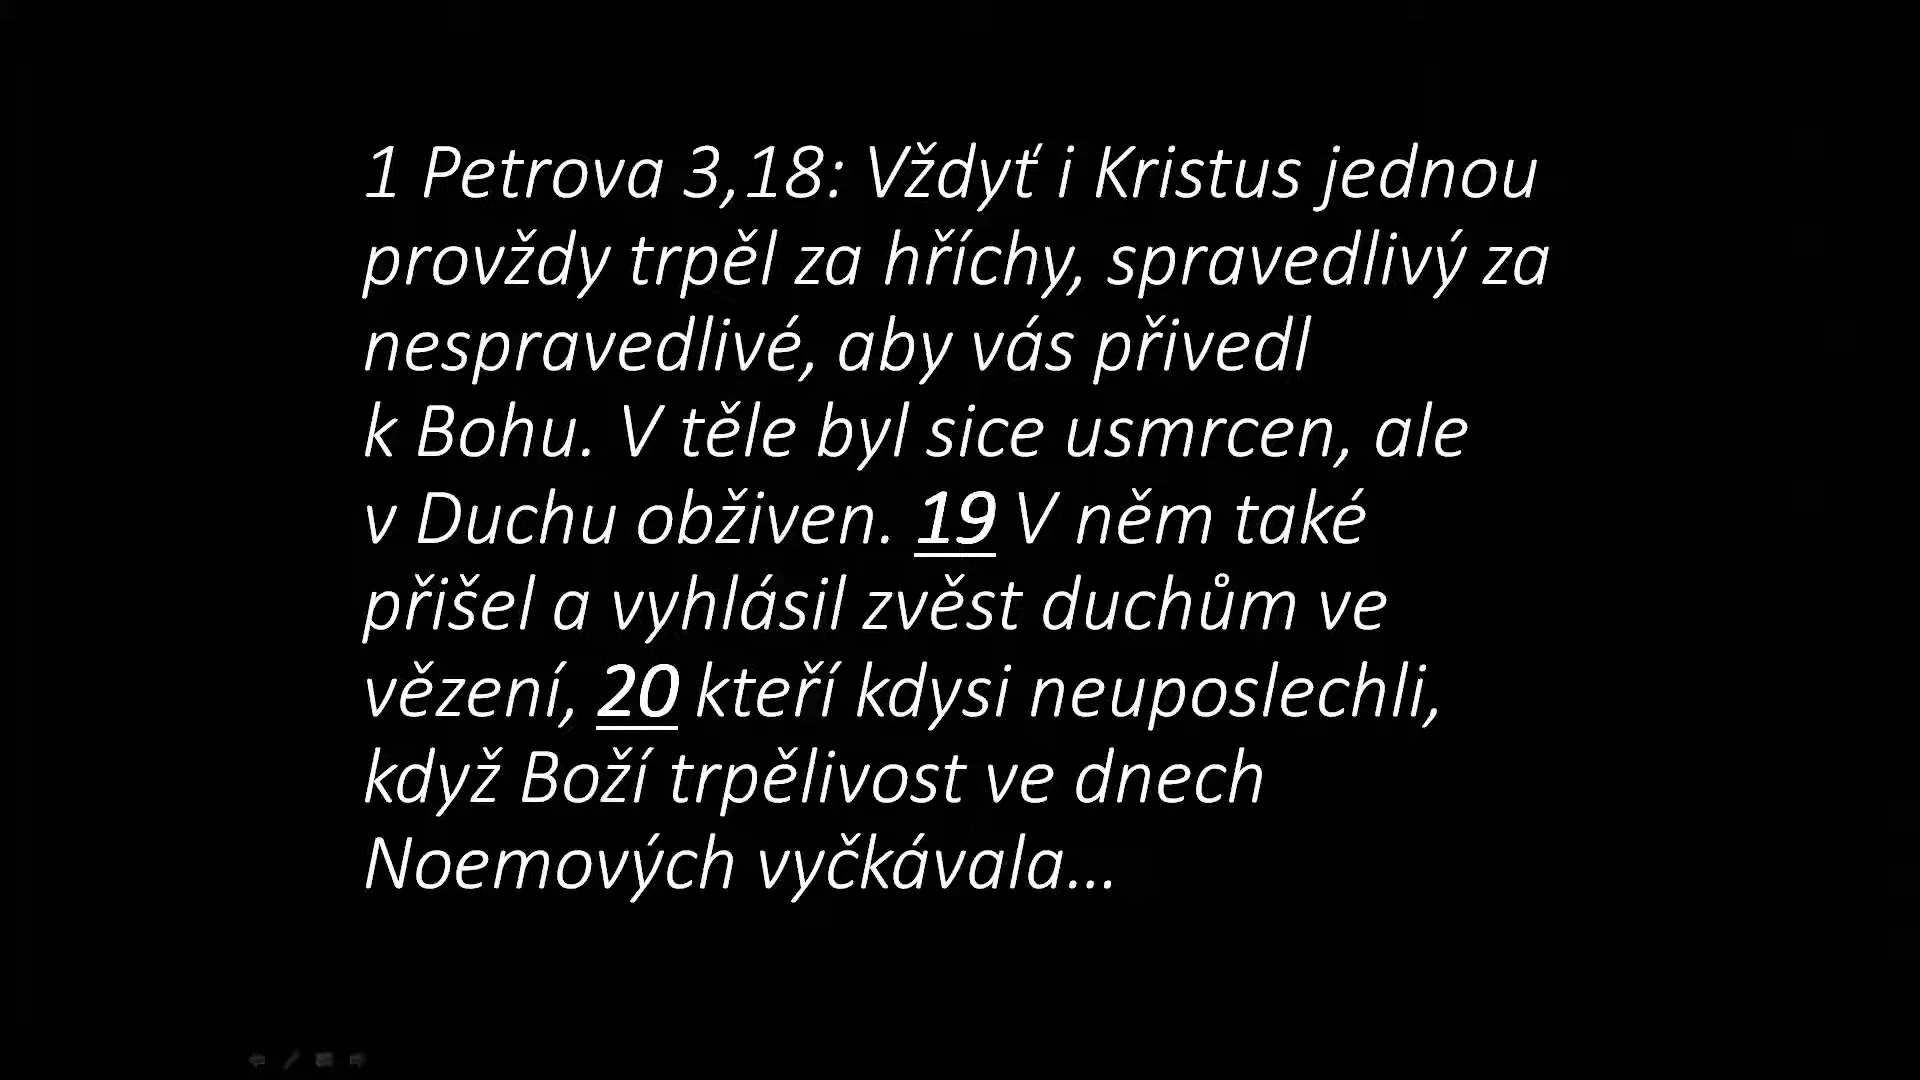 1 Petrova 3,18: Vždyť i Kristus jednou
provždy trpěl za hříchy, spravedlivý za
nespravedlivé, aby vás přivedl
k Bohu. V těle byl sice usmrcen, ale
v Duchu obživen. 19 V něm také
přišel a vyhlásil zvěst duchům ve
vězení, 20 kteří kdysi neuposlechli,
když Boží trpělivost ve dnech
Noemových vyčkávala...